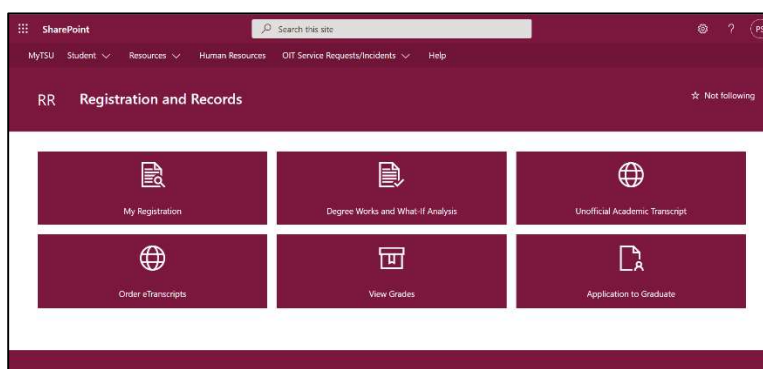 SharePoint
Search this site
?
PS
MyTSU Student Resources Human Resources OIT Service Requests/Incidents Help
RR Registration and Records
Not following
My Registration
Degree Works and What-If Analysis
Unofficial Academic Transcript
Order eTranscripts
View Grades
Application to Graduate